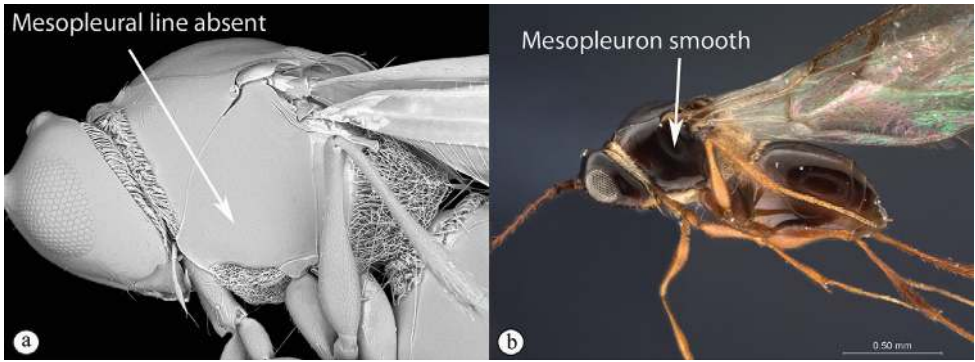 Mesopleural line absent
Mesopleuron smooth
a
b
0.50 mm